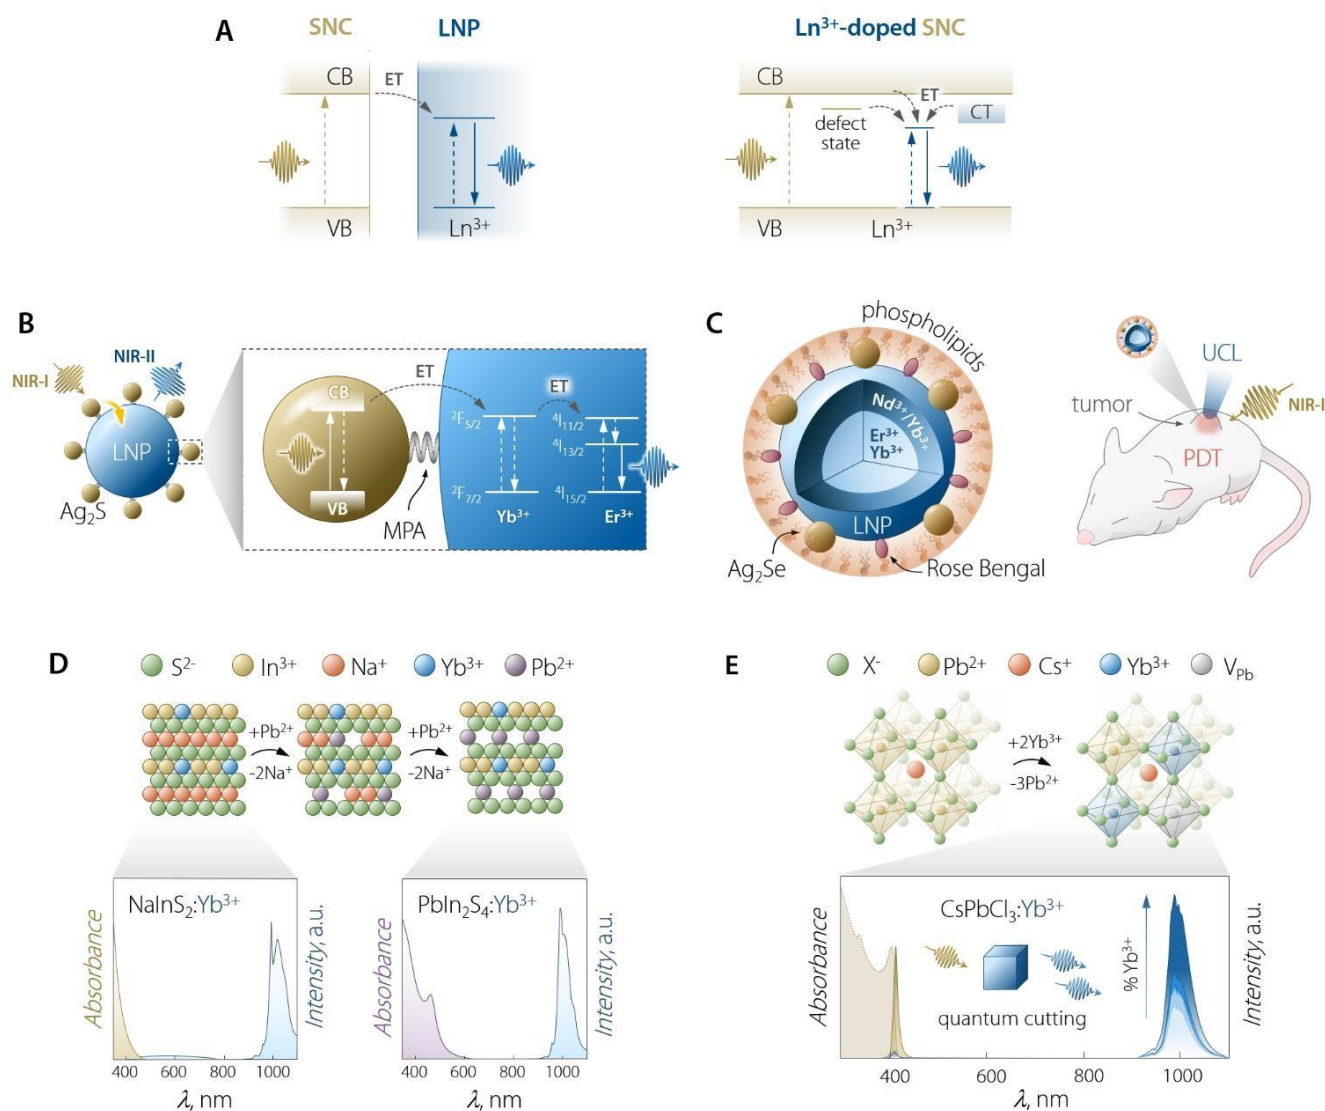 A
SNC LNP
CB ET
VB Ln³⁺
Ln³⁺-doped SNC
CB
ET
CT
defect
state
VB Ln³⁺
B
NIR-I NIR-II
LNP
Ag₂S
CB
VB
ET
ET
MPA
²F₅/₂
²F₇/₂
Yb³⁺
⁴I₁₁/₂
⁴I₁₃/₂
⁴I₁₅/₂
Er³⁺
C
phospholipids
Nd³⁺/Yb³⁺
Er³⁺
Yb³⁺
LNP
Ag₂Se
Rose Bengal
UCL
NIR-I
tumor
PDT
D
S²⁻ In³⁺ Na⁺ Yb³⁺ Pb²⁺
+Pb²⁺ +Pb²⁺
-2Na⁺ -2Na⁺
Absorbance
NaInS₂:Yb³⁺
Intensity, a.u.
400 600 800 1000
λ, nm
Absorbance
PbIn₂S₄:Yb³⁺
Intensity, a.u.
400 600 800 1000
λ, nm
E
X⁻ Pb²⁺ Cs⁺ Yb³⁺ V_Pb
+2Yb³⁺
-3Pb²⁺
Absorbance
CsPbCl₃:Yb³⁺
quantum cutting
% Yb³⁺
Intensity, a.u.
400 600 800 1000
λ, nm